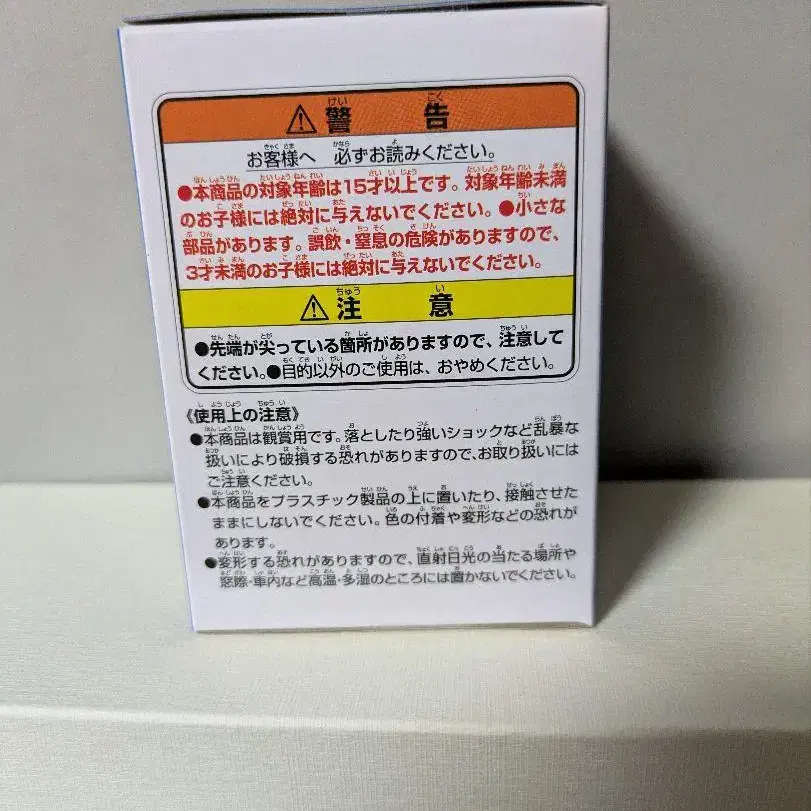 ⚠警告
お客様へ 必ずお読みください。
●本商品の対象年齢は15才以上です。対象年齢未満
のお子様には絶対に与えないでください。●小さな
部品があります。誤飲・窒息の危険がありますので、
3才未満のお子様には絶対に与えないでください。
⚠注意
●先端が尖っている箇所がありますので、注意して
ください。●目的以外のご使用は、おやめください。
《使用上の注意》
●本商品は観賞用です。落としたり強いショックなど乱暴な
扱いにより破損する恐れがありますので、お取り扱いには
ご注意ください。
●本商品をプラスチック製品の上に置いたり、接触させた
ままにしないでください。色の付着や変形などの恐れが
あります。
●変形する恐れがありますので、直射日光の当たる場所や
窓際・車内など高温・多湿のところには置かないでください。